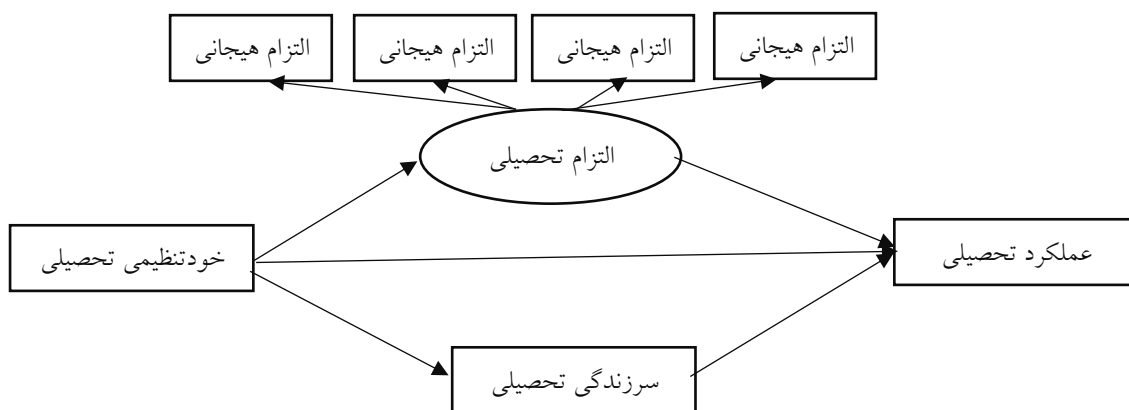 التزام هیجانی
التزام هیجانی
التزام هیجانی
التزام هیجانی
التزام تحصیلی
خودتنظیمی تحصیلی
عملکرد تحصیلی
سرزندگی تحصیلی